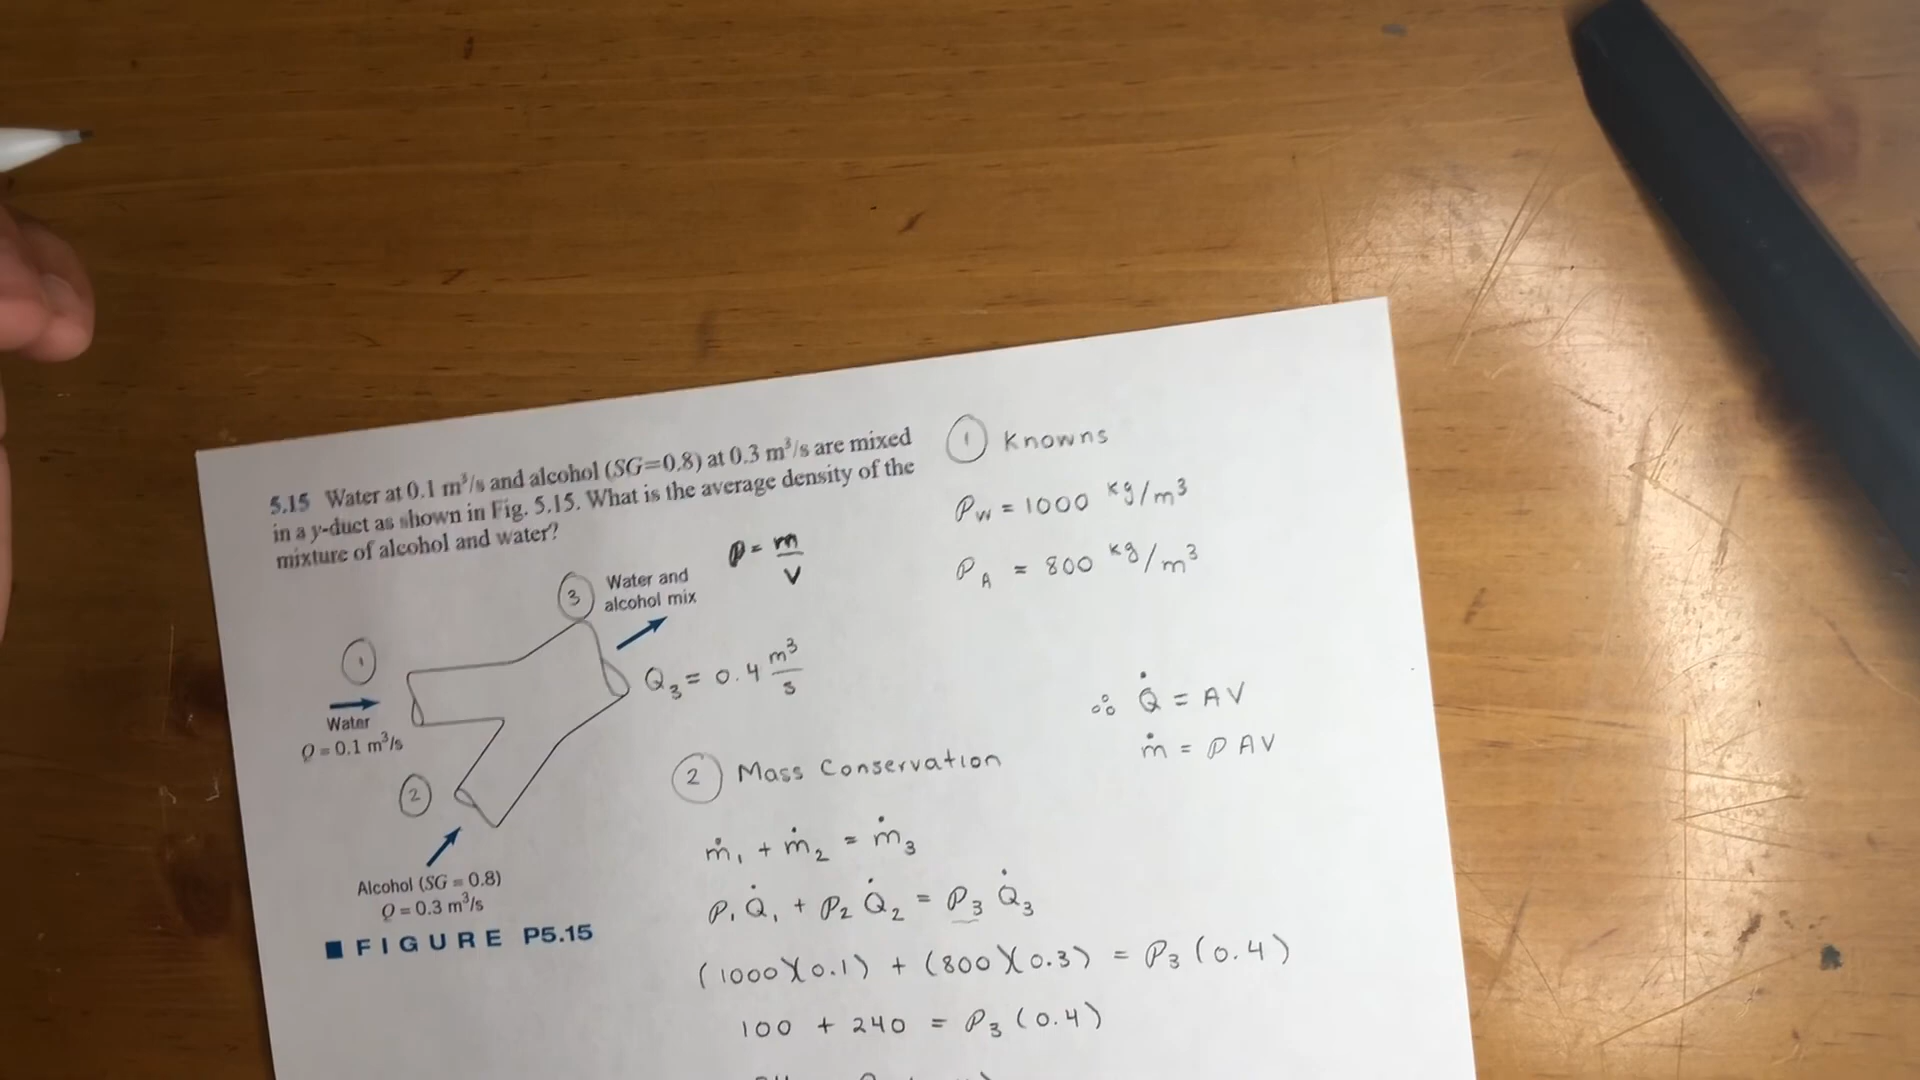 5.15 Water at 0.1 m³/s and alcohol (SG=0.8) at 0.3 m³/s are mixed
in a y-duct as shown in Fig. 5.15. What is the average density of the
mixture of alcohol and water?
ρ = m/V
③ Water and
alcohol mix
Q₃ = 0.4 m³/s
①
Water
Q = 0.1 m³/s
②
Alcohol (SG = 0.8)
Q = 0.3 m³/s
■ FIGURE P5.15
① Knowns
ρ_W = 1000 kg/m³
ρ_A = 800 kg/m³
Q̇ = AV
ṁ = ρAV
② Mass Conservation
ṁ₁ + ṁ₂ = ṁ₃
ρ₁Q̇₁ + ρ₂Q̇₂ = ρ₃Q̇₃
(1000)(0.1) + (800)(0.3) = ρ₃(0.4)
100 + 240 = ρ₃(0.4)